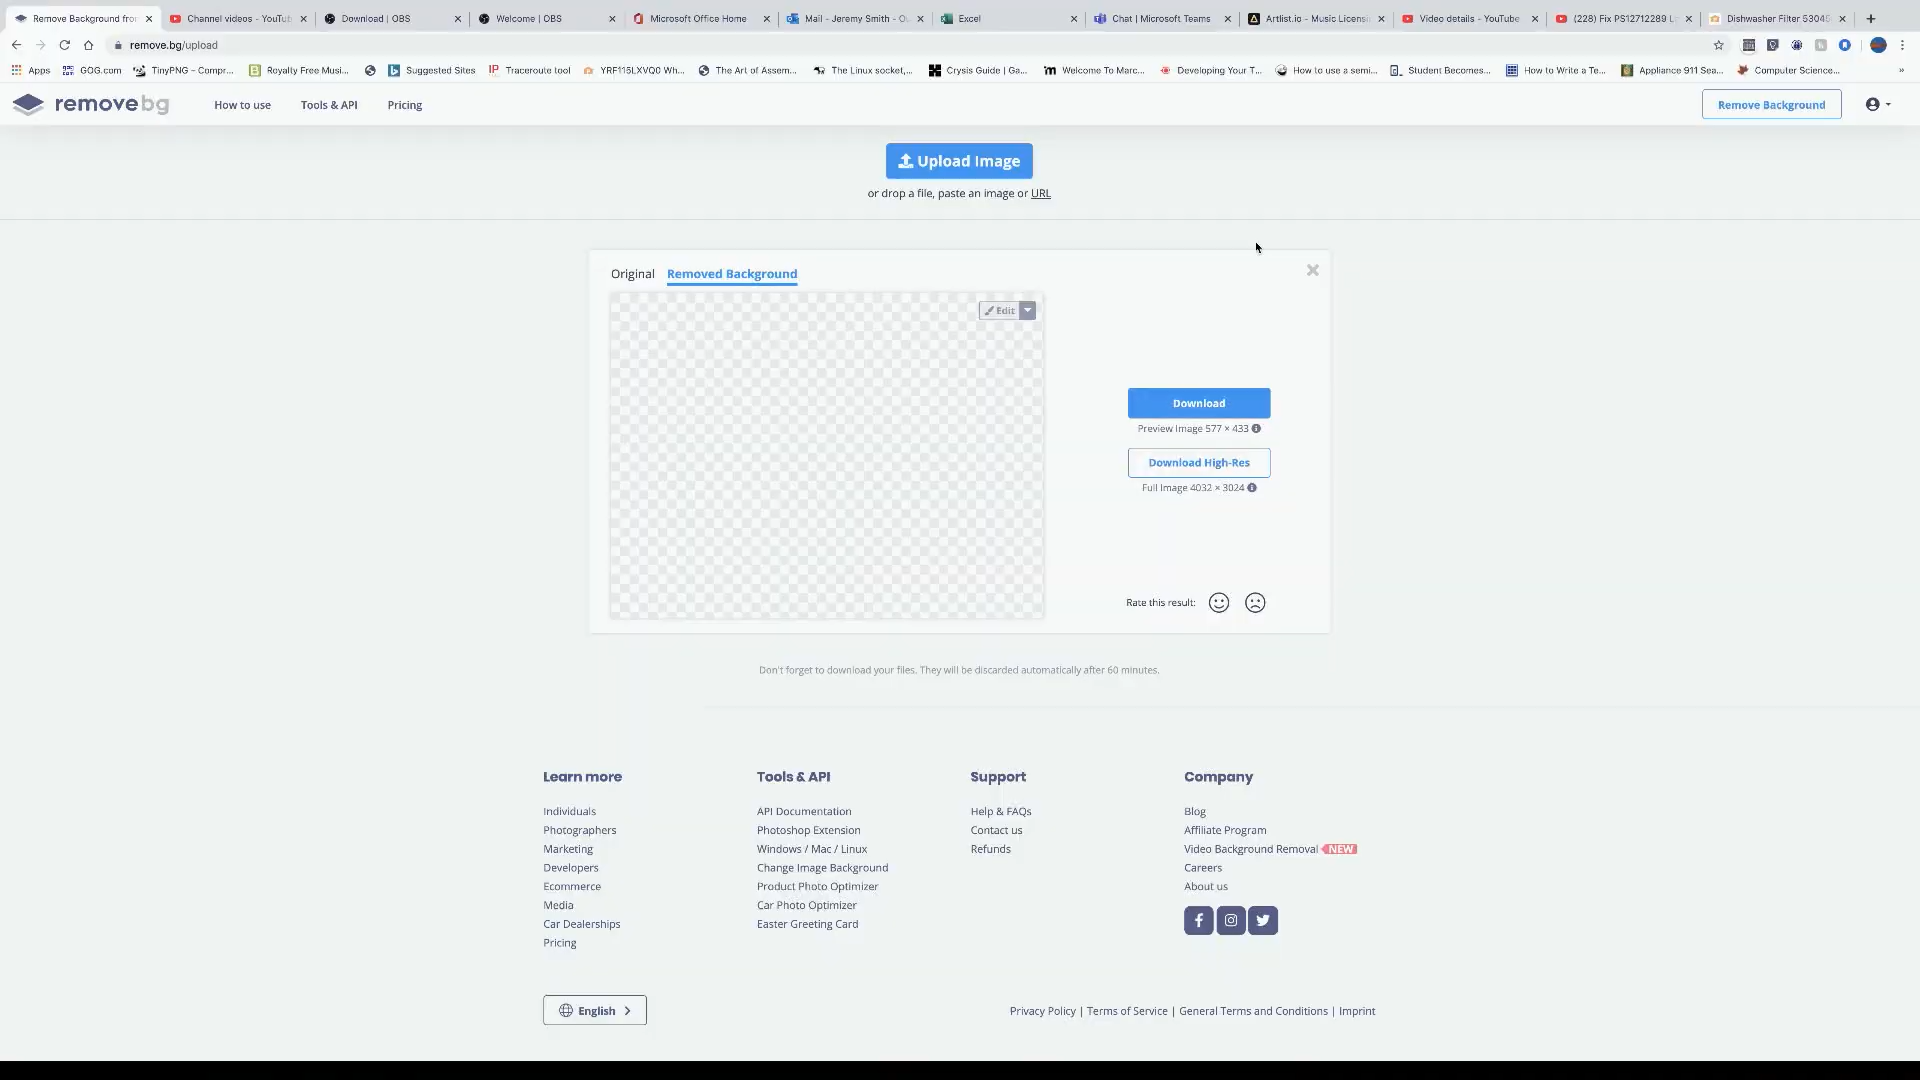 Remove Background fror
Channel videos - YouTub
Download | OBS
Welcome | OBS
Microsoft Office Home
Mail - Jeremy Smith - O
Excel
Chat | Microsoft Teams
Artlist.io - Music Licensin
Video details - YouTube
(228) Fix PS12712289 L
Dishwasher Filter 53045
remove.bg/upload
Apps
GOG.com
TinyPNG – Compr...
Royalty Free Musi...
Suggested Sites
Traceroute tool
YRF115LXVQ0 Wh...
The Art of Assem...
The Linux socket,...
Crysis Guide | Ga...
Welcome To Marc...
Developing Your T...
How to use a semi...
Student Becomes...
How to Write a Te...
Appliance 911 Sea...
Computer Science...
removebg
How to use
Tools & API
Pricing
Remove Background
Upload Image
or drop a file, paste an image or URL
Original
Removed Background
Edit
Download
Preview Image 577 × 433
Download High-Res
Full Image 4032 × 3024
Rate this result:
Don't forget to download your files. They will be discarded automatically after 60 minutes.
Learn more
Individuals
Photographers
Marketing
Developers
Ecommerce
Media
Car Dealerships
Pricing
Tools & API
API Documentation
Photoshop Extension
Windows / Mac / Linux
Change Image Background
Product Photo Optimizer
Car Photo Optimizer
Easter Greeting Card
Support
Help & FAQs
Contact us
Refunds
Company
Blog
Affiliate Program
Video Background Removal NEW
Careers
About us
English
Privacy Policy | Terms of Service | General Terms and Conditions | Imprint